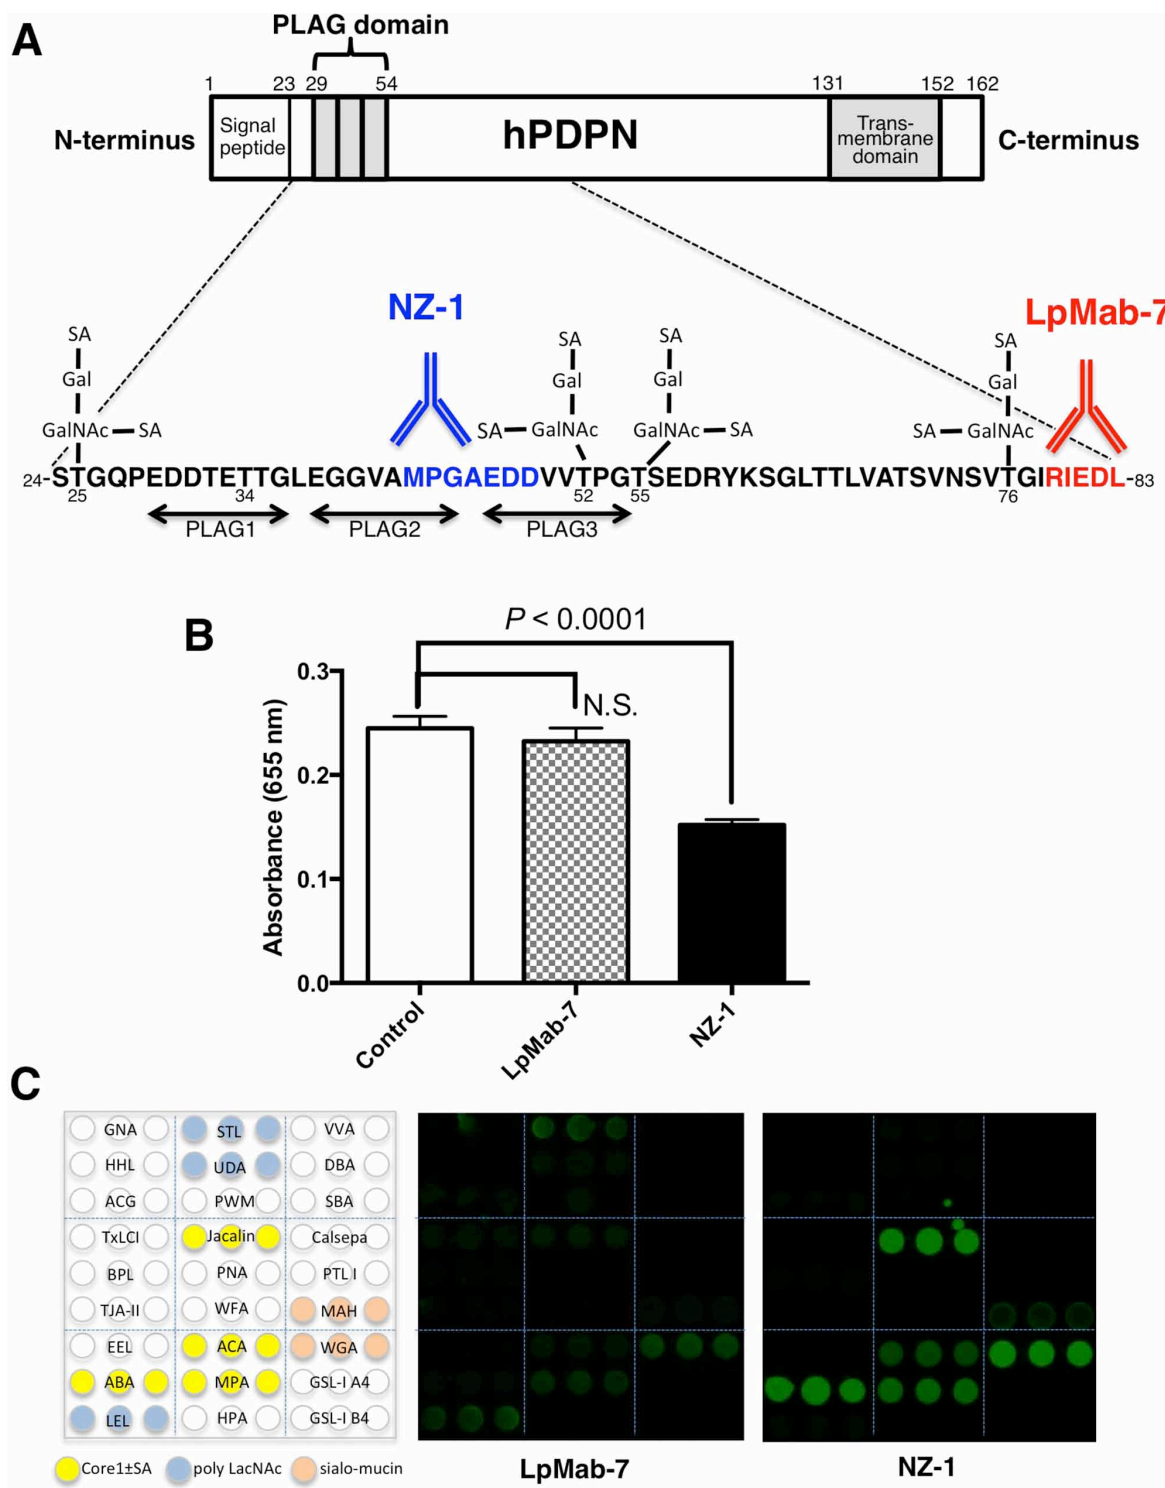 A
PLAG domain
1 23 29 54 131 152 162
N-terminus
Signal
peptide
hPDPN
Trans-
membrane
domain
C-terminus
NZ-1
LpMab-7
SA SA SA SA
Gal Gal Gal Gal
GalNAc SA SA GalNAc GalNAc SA SA GalNAc
24-STGQPEDDTETTGLEGGVAMPGAEDDVVTPGTSEDRYKSGLTTLVATSVNSVTGIRIEDL-83
25 34 52 55 76
PLAG1 PLAG2 PLAG3
B
P < 0.0001
N.S.
0.3
0.2
0.1
0.0
Absorbance (655 nm)
Control
LpMab-7
NZ-1
C
GNA STL VVA
HHL UDA DBA
ACG PWM SBA
TxLCI Jacalin Calsepa
BPL PNA PTL I
TJA-II WFA MAH
EEL ACA WGA
ABA MPA GSL-I A4
LEL HPA GSL-I B4
Core1±SA poly LacNAc sialo-mucin
LpMab-7
NZ-1